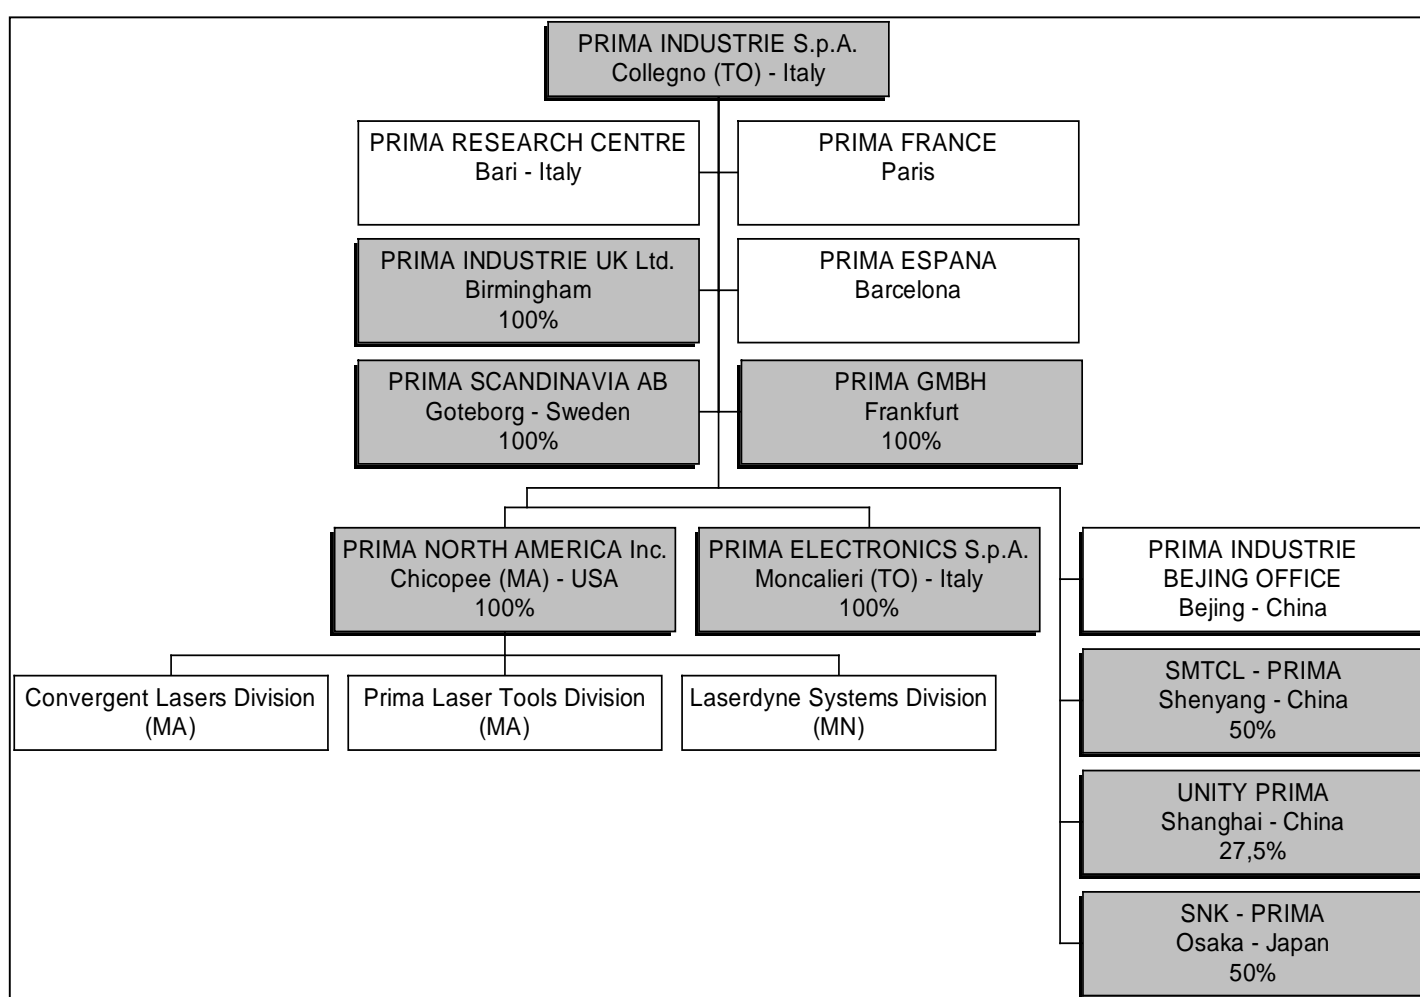 PRIMA INDUSTRIE S.p.A.
Collegno (TO) - Italy
PRIMA RESEARCH CENTRE
Bari - Italy
PRIMA FRANCE
Paris
PRIMA INDUSTRIE UK Ltd.
Birmingham
100%
PRIMA ESPANA
Barcelona
PRIMA SCANDINAVIA AB
Goteborg - Sweden
100%
PRIMA GMBH
Frankfurt
100%
PRIMA NORTH AMERICA Inc.
Chicopee (MA) - USA
100%
PRIMA ELECTRONICS S.p.A.
Moncalieri (TO) - Italy
100%
PRIMA INDUSTRIE
BEJING OFFICE
Bejing - China
Convergent Lasers Division
(MA)
Prima Laser Tools Division
(MA)
Laserdyne Systems Division
(MN)
SMTCL - PRIMA
Shenyang - China
50%
UNITY PRIMA
Shanghai - China
27,5%
SNK - PRIMA
Osaka - Japan
50%